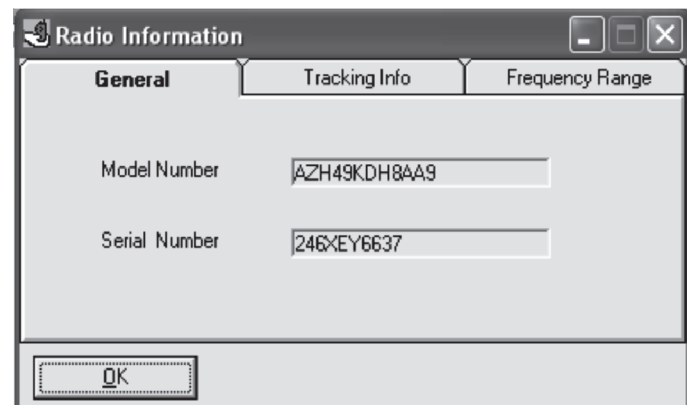 Radio Information
General Tracking Info Frequency Range
Model Number AZH49KDH8AA9
Serial Number 246XEY6637
OK